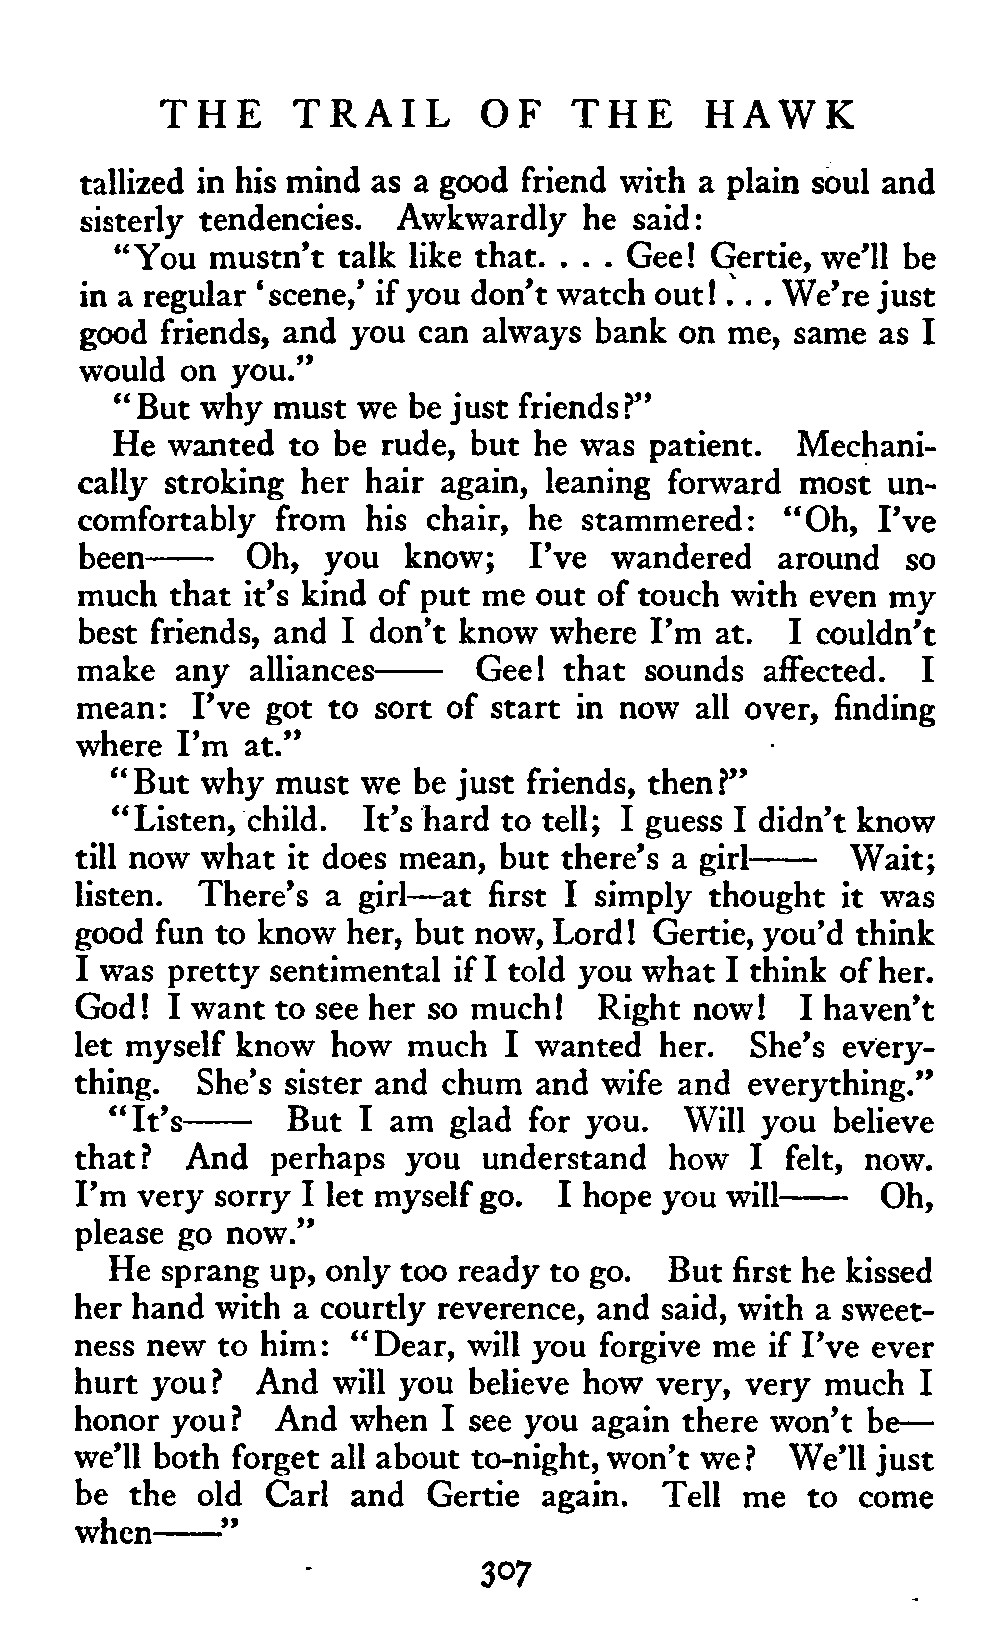 THE TRAIL OF THE HAWK
tallized in his mind as a good friend with a plain soul and
sisterly tendencies. Awkwardly he said:
“You mustn't talk like that. . . . Gee! Gertie, we'll be
in a regular ‘scene,’ if you don't watch out! . . . We're just
good friends, and you can always bank on me, same as I
would on you.”
“But why must we be just friends?”
He wanted to be rude, but he was patient. Mechani-
cally stroking her hair again, leaning forward most un-
comfortably from his chair, he stammered: “Oh, I've
been—— Oh, you know; I've wandered around so
much that it's kind of put me out of touch with even my
best friends, and I don't know where I'm at. I couldn't
make any alliances—— Gee! that sounds affected. I
mean: I've got to sort of start in now all over, finding
where I'm at.”
“But why must we be just friends, then?”
“Listen, child. It's hard to tell; I guess I didn't know
till now what it does mean, but there's a girl—— Wait;
listen. There's a girl—at first I simply thought it was
good fun to know her, but now, Lord! Gertie, you'd think
I was pretty sentimental if I told you what I think of her.
God! I want to see her so much! Right now! I haven't
let myself know how much I wanted her. She's every-
thing. She's sister and chum and wife and everything.”
“It's—— But I am glad for you. Will you believe
that? And perhaps you understand how I felt, now.
I'm very sorry I let myself go. I hope you will—— Oh,
please go now.”
He sprang up, only too ready to go. But first he kissed
her hand with a courtly reverence, and said, with a sweet-
ness new to him: “Dear, will you forgive me if I've ever
hurt you? And will you believe how very, very much I
honor you? And when I see you again there won't be—
we'll both forget all about to-night, won't we? We'll just
be the old Carl and Gertie again. Tell me to come
when——”
307